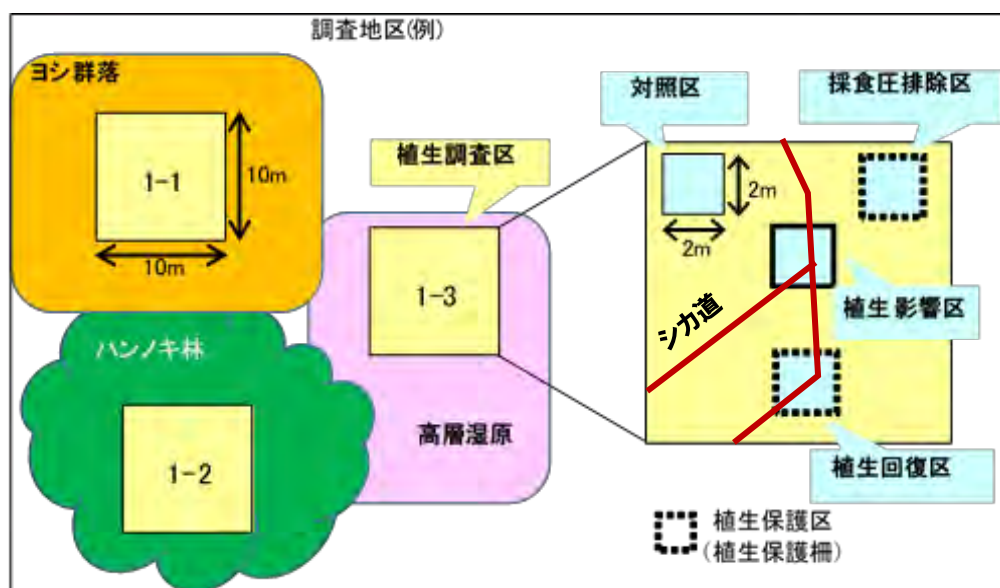 調査地区(例)
ヨシ群落
1-1
10m
10m
ハンノキ林
1-2
植生調査区
1-3
高層湿原
対照区
採食圧排除区
2m
2m
シカ道
植生影響区
植生回復区
植生保護区
(植生保護柵)